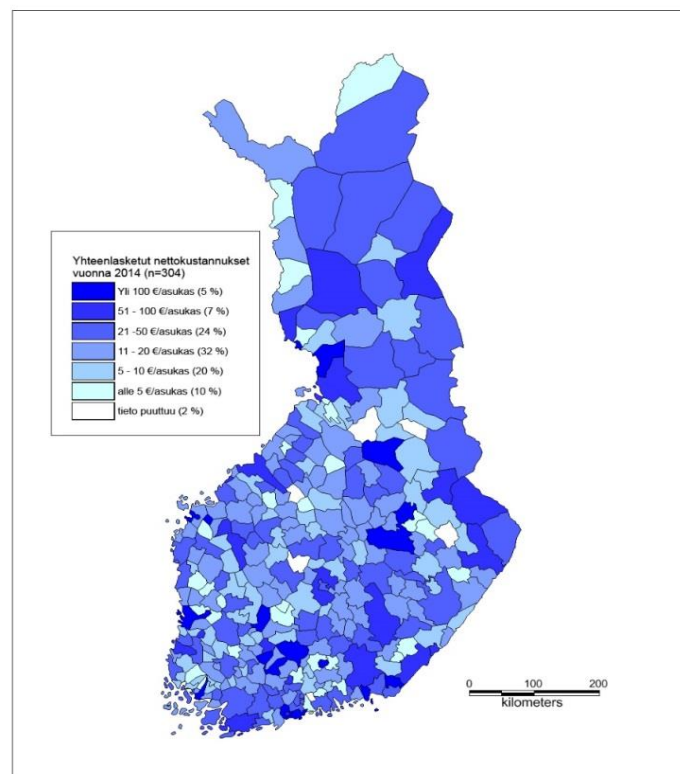 Yhteenlasketut nettokustannukset
vuonna 2014 (n=304)
Yli 100 €/asukas (5 %)
51 - 100 €/asukas (7 %)
21 -50 €/asukas (24 %)
11 - 20 €/asukas (32 %)
5 - 10 €/asukas (20 %)
alle 5 €/asukas (10 %)
tieto puuttuu (2 %)
0 100 200
kilometers